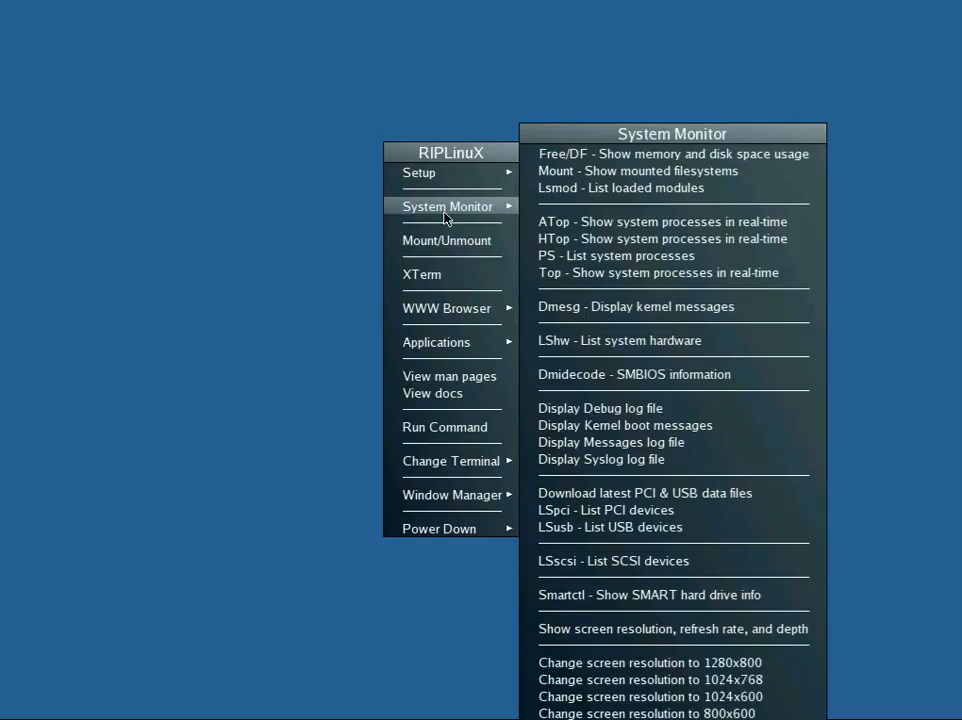 RIPLinuX
Setup
System Monitor
Mount/Unmount
XTerm
WWW Browser
Applications
View man pages
View docs
Run Command
Change Terminal
Window Manager
Power Down
System Monitor
Free/DF - Show memory and disk space usage
Mount - Show mounted filesystems
Lsmod - List loaded modules
ATop - Show system processes in real-time
HTop - Show system processes in real-time
PS - List system processes
Top - Show system processes in real-time
Dmesg - Display kernel messages
LShw - List system hardware
Dmidecode - SMBIOS information
Display Debug log file
Display Kernel boot messages
Display Messages log file
Display Syslog log file
Download latest PCI & USB data files
LSpci - List PCI devices
LSusb - List USB devices
LSscsi - List SCSI devices
Smartctl - Show SMART hard drive info
Show screen resolution, refresh rate, and depth
Change screen resolution to 1280x800
Change screen resolution to 1024x768
Change screen resolution to 1024x600
Change screen resolution to 800x600